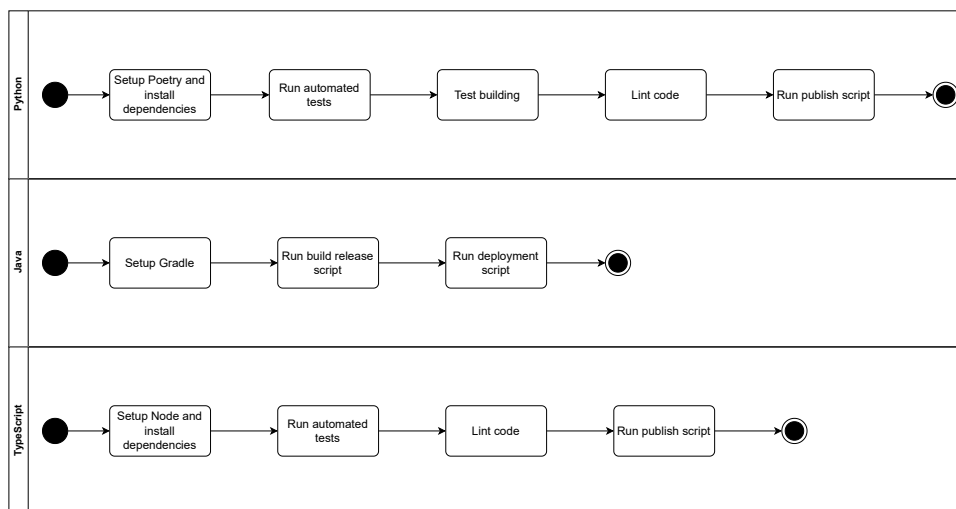 Python
Setup Poetry and
install
dependencies
Run automated
tests
Test building
Lint code
Run publish script
Java
Setup Gradle
Run build release
script
Run deployment
script
TypeScript
Setup Node and
install
dependencies
Run automated
tests
Lint code
Run publish script